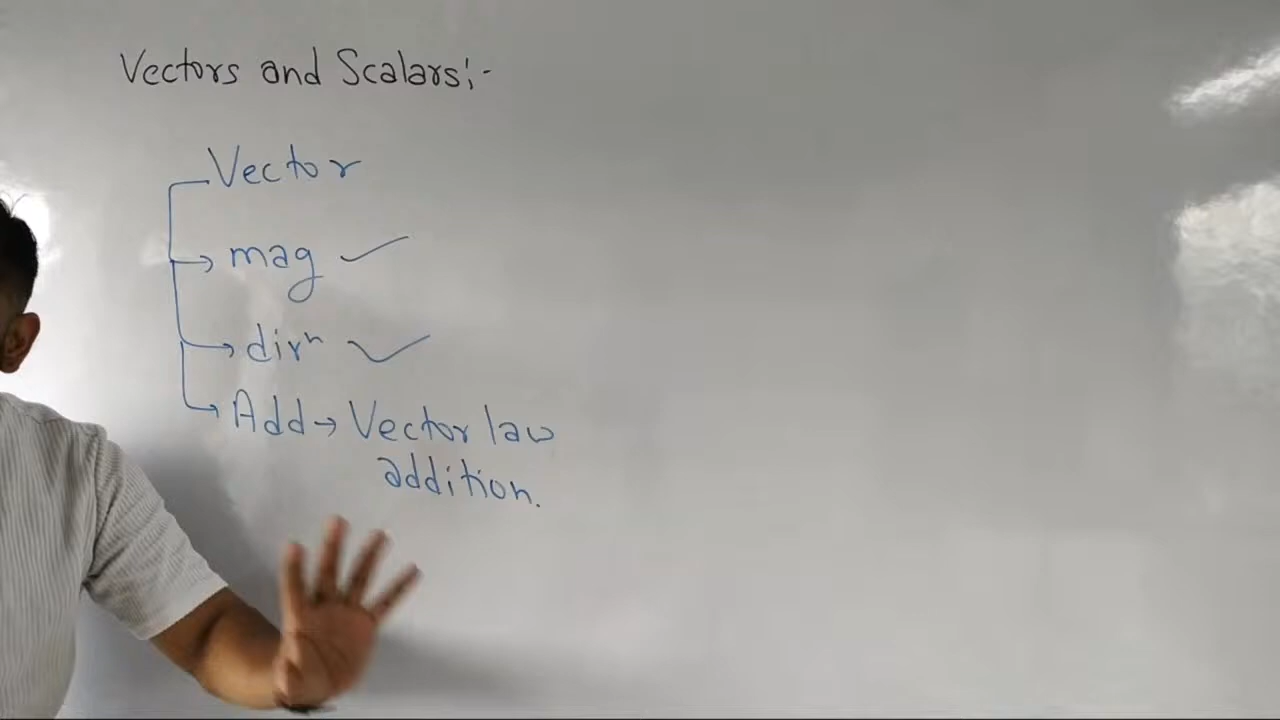 Vectors and Scalars:-
Vector
→ mag ✓
→ dirⁿ ✓
→ Add → Vector law
addition.